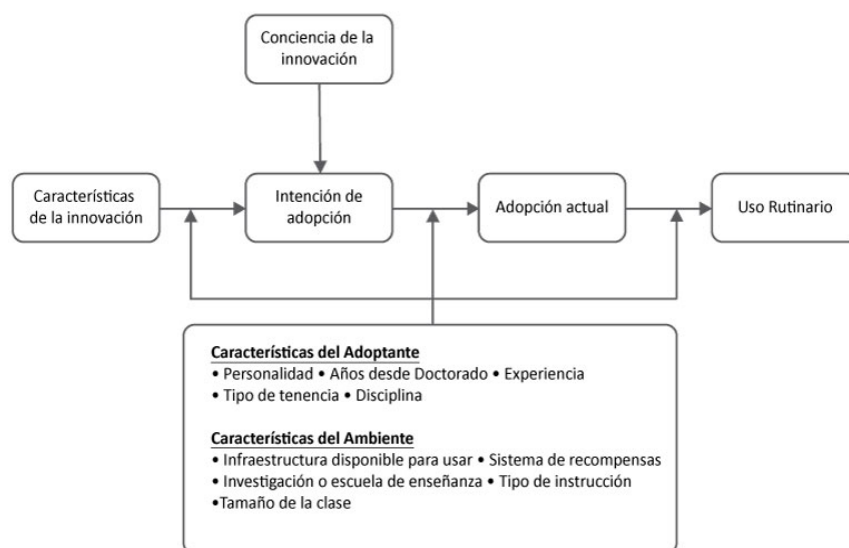 Conciencia de la
innovación
Características
de la innovación
Intención de
adopción
Adopción actual
Uso Rutinario
Características del Adoptante
• Personalidad • Años desde Doctorado • Experiencia
• Tipo de tenencia • Disciplina
Características del Ambiente
• Infraestructura disponible para usar • Sistema de recompensas
• Investigación o escuela de enseñanza • Tipo de instrucción
•Tamaño de la clase